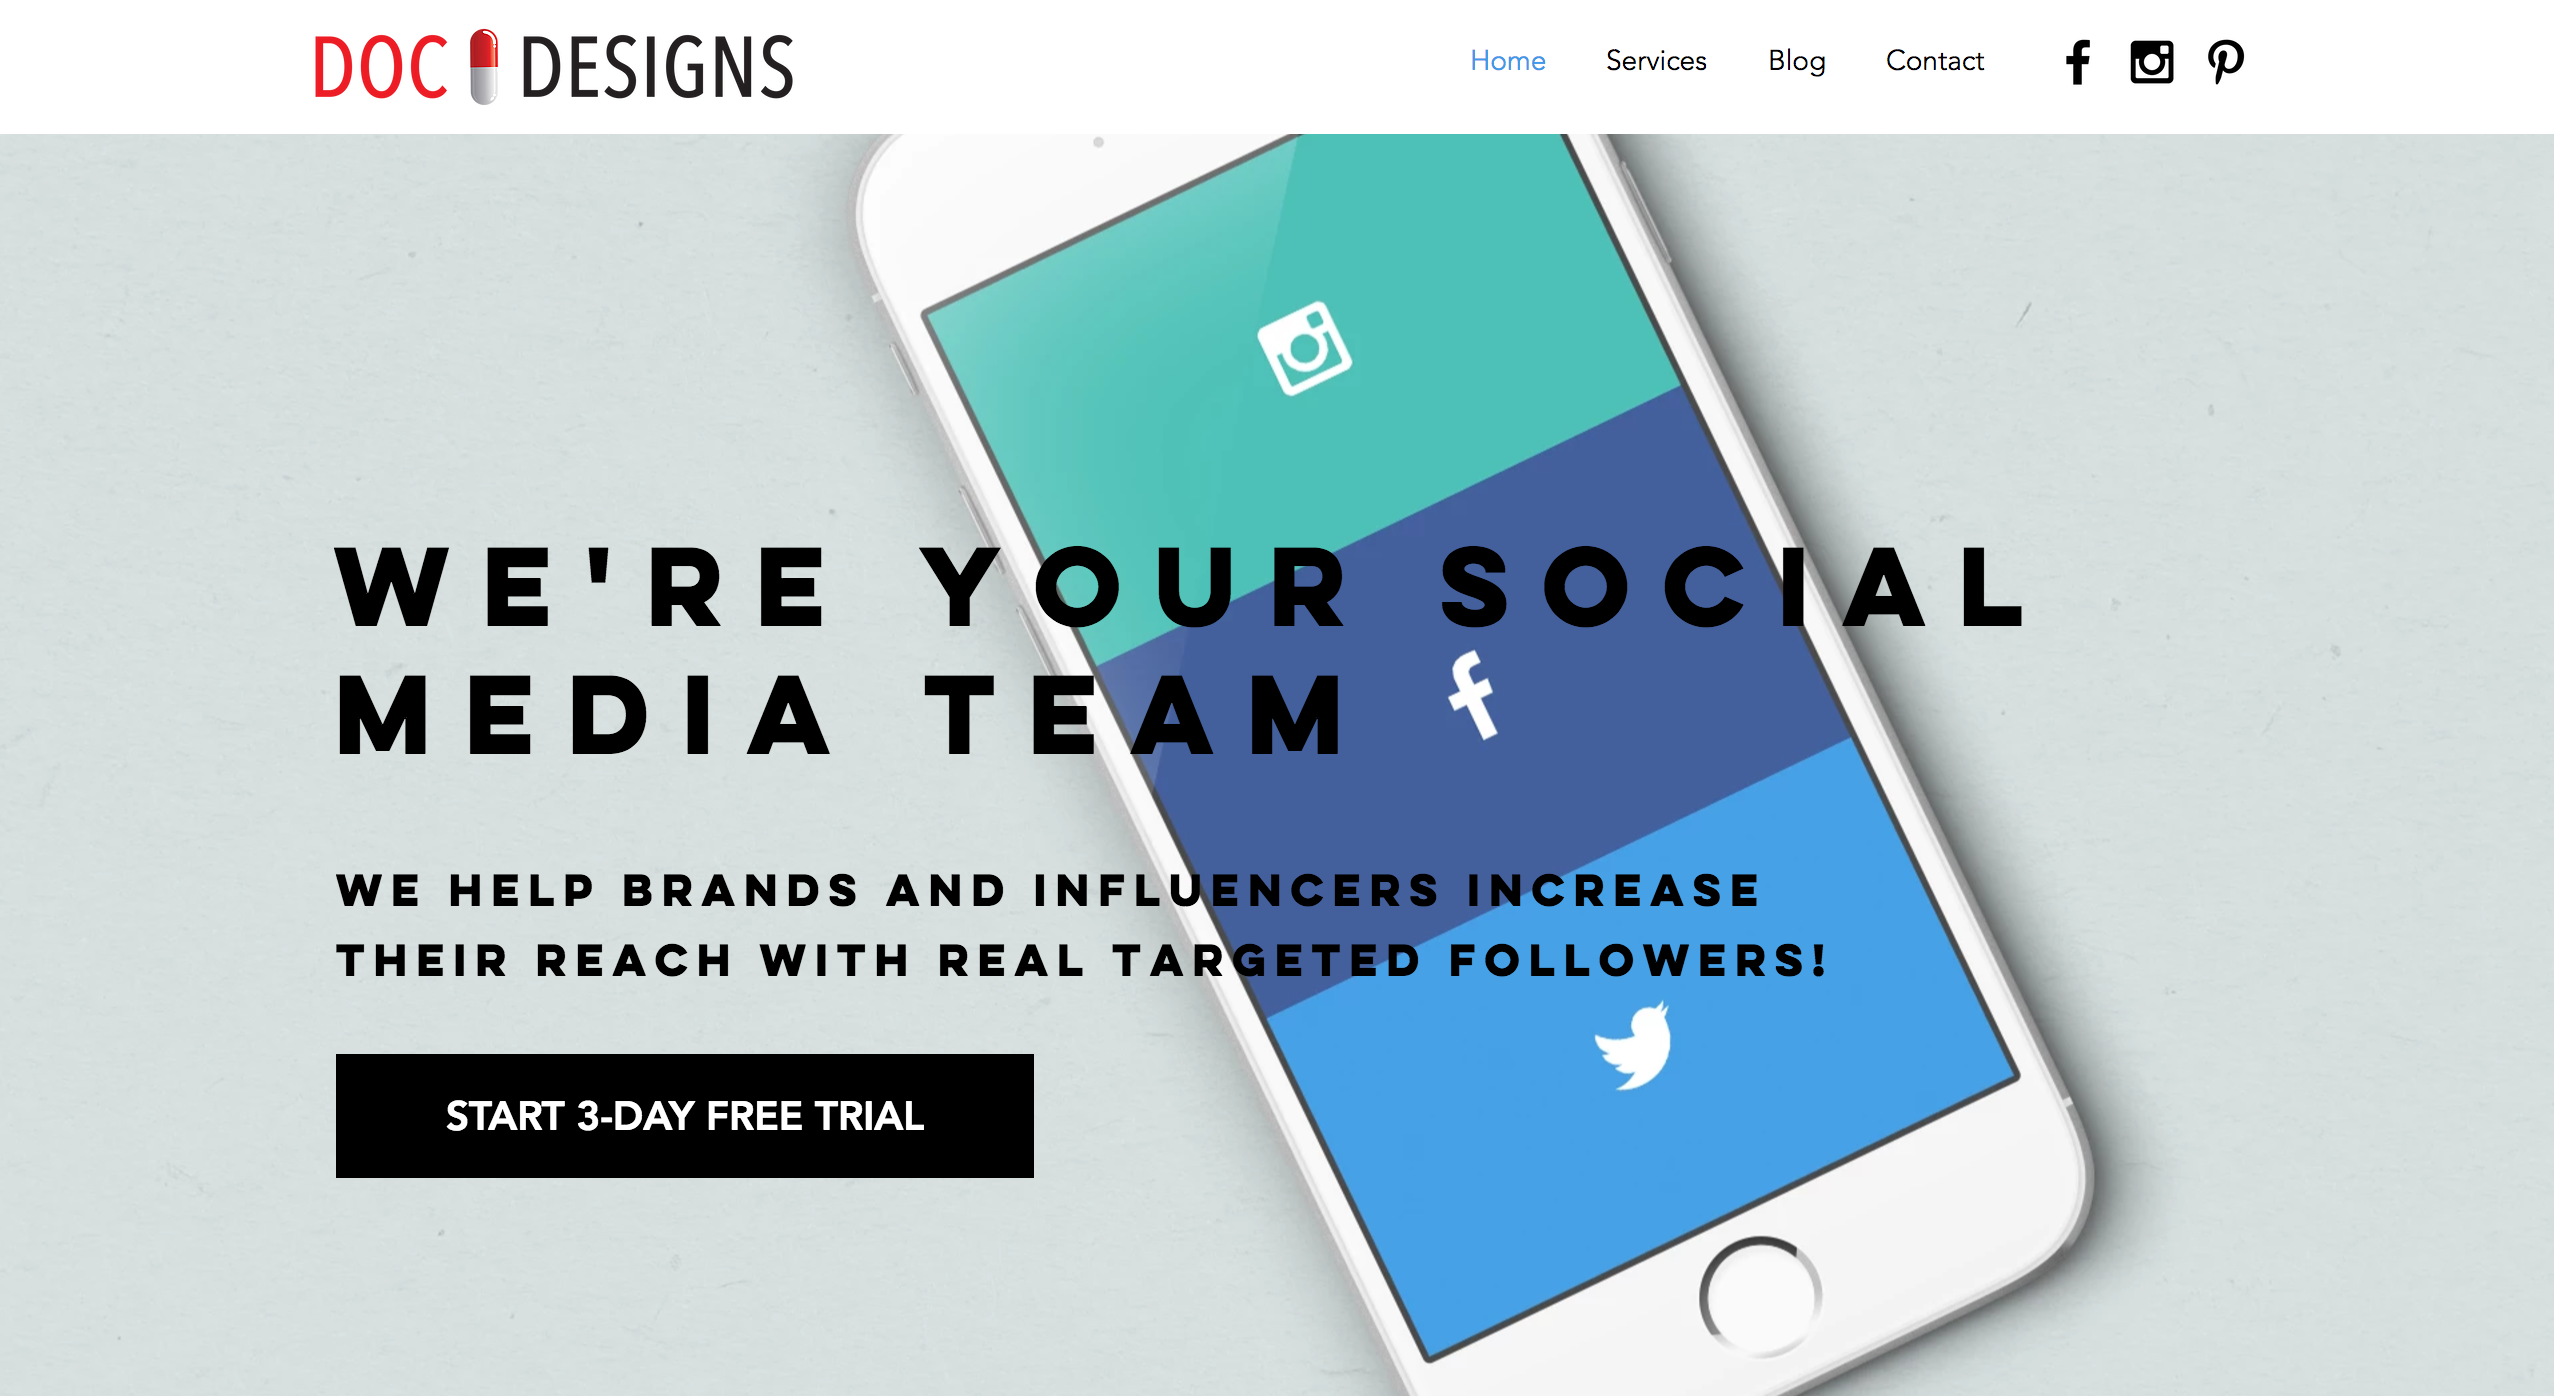 DOC DESIGNS
Home Services Blog Contact
WE'RE YOUR SOCIAL
MEDIA TEAM
WE HELP BRANDS AND INFLUENCERS INCREASE
THEIR REACH WITH REAL TARGETED FOLLOWERS!
START 3-DAY FREE TRIAL